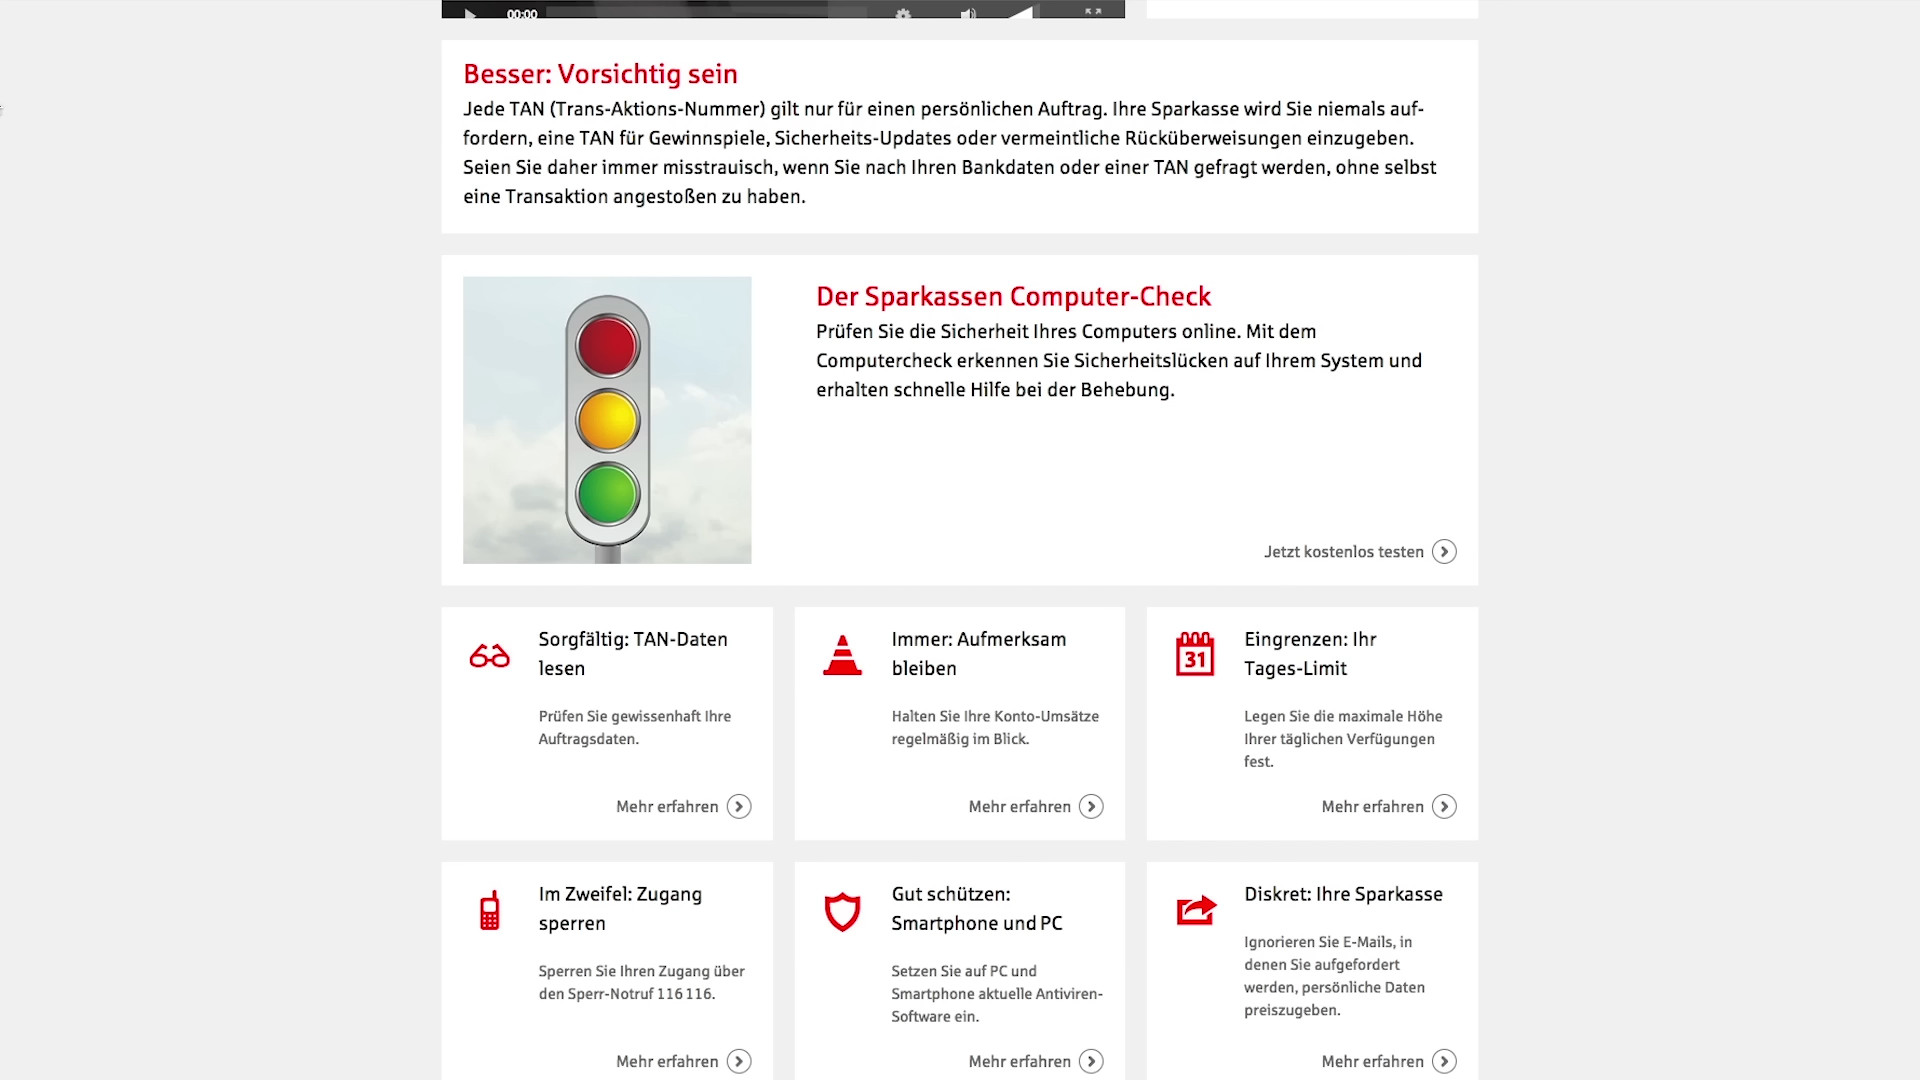 00:00
Besser: Vorsichtig sein
Jede TAN (Trans-Aktions-Nummer) gilt nur für einen persönlichen Auftrag. Ihre Sparkasse wird Sie niemals auf-
fordern, eine TAN für Gewinnspiele, Sicherheits-Updates oder vermeintliche Rücküberweisungen einzugeben.
Seien Sie daher immer misstrauisch, wenn Sie nach Ihren Bankdaten oder einer TAN gefragt werden, ohne selbst
eine Transaktion angestoßen zu haben.
Der Sparkassen Computer-Check
Prüfen Sie die Sicherheit Ihres Computers online. Mit dem
Computercheck erkennen Sie Sicherheitslücken auf Ihrem System und
erhalten schnelle Hilfe bei der Behebung.
Jetzt kostenlos testen
Sorgfältig: TAN-Daten
lesen
Prüfen Sie gewissenhaft Ihre
Auftragsdaten.
Mehr erfahren
Immer: Aufmerksam
bleiben
Halten Sie Ihre Konto-Umsätze
regelmäßig im Blick.
Mehr erfahren
31
Eingrenzen: Ihr
Tages-Limit
Legen Sie die maximale Höhe
Ihrer täglichen Verfügungen
fest.
Mehr erfahren
Im Zweifel: Zugang
sperren
Sperren Sie Ihren Zugang über
den Sperr-Notruf 116 116.
Mehr erfahren
Gut schützen:
Smartphone und PC
Setzen Sie auf PC und
Smartphone aktuelle Antiviren-
Software ein.
Mehr erfahren
Diskret: Ihre Sparkasse
Ignorieren Sie E-Mails, in
denen Sie aufgefordert
werden, persönliche Daten
preiszugeben.
Mehr erfahren